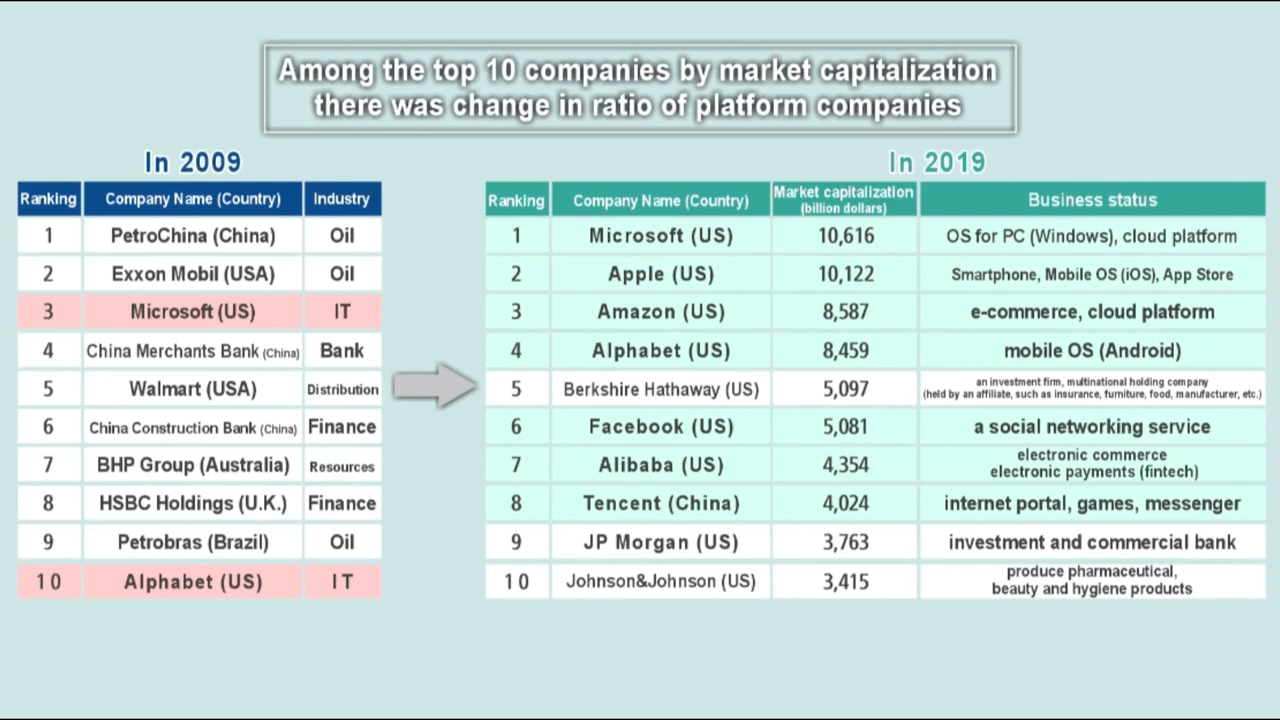 Among the top 10 companies by market capitalization
there was change in ratio of platform companies
In 2009
Ranking Company Name (Country) Industry
1 PetroChina (China) Oil
2 Exxon Mobil (USA) Oil
3 Microsoft (US) IT
4 China Merchants Bank (China) Bank
5 Walmart (USA) Distribution
6 China Construction Bank (China) Finance
7 BHP Group (Australia) Resources
8 HSBC Holdings (U.K.) Finance
9 Petrobras (Brazil) Oil
10 Alphabet (US) IT
In 2019
Ranking Company Name (Country) Market capitalization (billion dollars) Business status
1 Microsoft (US) 10,616 OS for PC (Windows), cloud platform
2 Apple (US) 10,122 Smartphone, Mobile OS (iOS), App Store
3 Amazon (US) 8,587 e-commerce, cloud platform
4 Alphabet (US) 8,459 mobile OS (Android)
5 Berkshire Hathaway (US) 5,097 an investment firm, multinational holding company
(held by an affiliate, such as insurance, furniture, food, manufacturer, etc.)
6 Facebook (US) 5,081 a social networking service
7 Alibaba (US) 4,354 electronic commerce
electronic payments (fintech)
8 Tencent (China) 4,024 internet portal, games, messenger
9 JP Morgan (US) 3,763 investment and commercial bank
10 Johnson&Johnson (US) 3,415 produce pharmaceutical,
beauty and hygiene products